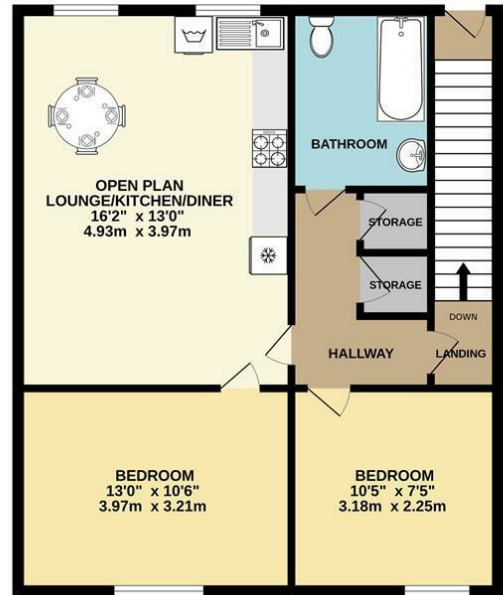 OPEN PLAN
LOUNGE/KITCHEN/DINER
16'2" x 13'0"
4.93m x 3.97m
BATHROOM
STORAGE
STORAGE
DOWN
HALLWAY
LANDING
BEDROOM
13'0" x 10'6"
3.97m x 3.21m
BEDROOM
10'5" x 7'5"
3.18m x 2.25m